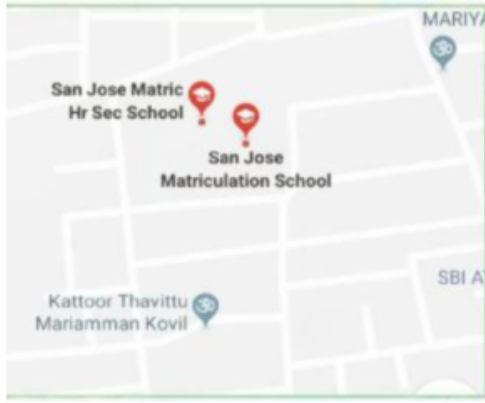 MARIYA
San Jose Matric
Hr Sec School
San Jose
Matriculation School
SBI A
Kattoor Thavittu
Mariamman Kovil